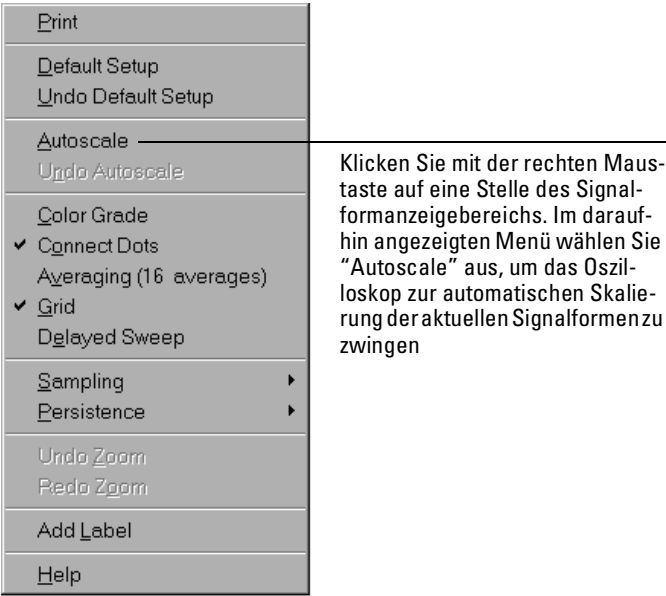 Print
Default Setup
Undo Default Setup
Autoscale
Undo Autoscale
Color Grade
Connect Dots
Averaging (16 averages)
Grid
Delayed Sweep
Sampling
Persistence
Undo Zoom
Redo Zoom
Add Label
Help
Klicken Sie mit der rechten Maus-
taste auf eine Stelle des Signal-
formanzeigebereichs. Im darauf-
hin angezeigten Menü wählen Sie
“Autoscale” aus, um das Oszil-
loskop zur automatischen Skalie-
rung der aktuellen Signalformen zu
zwingen